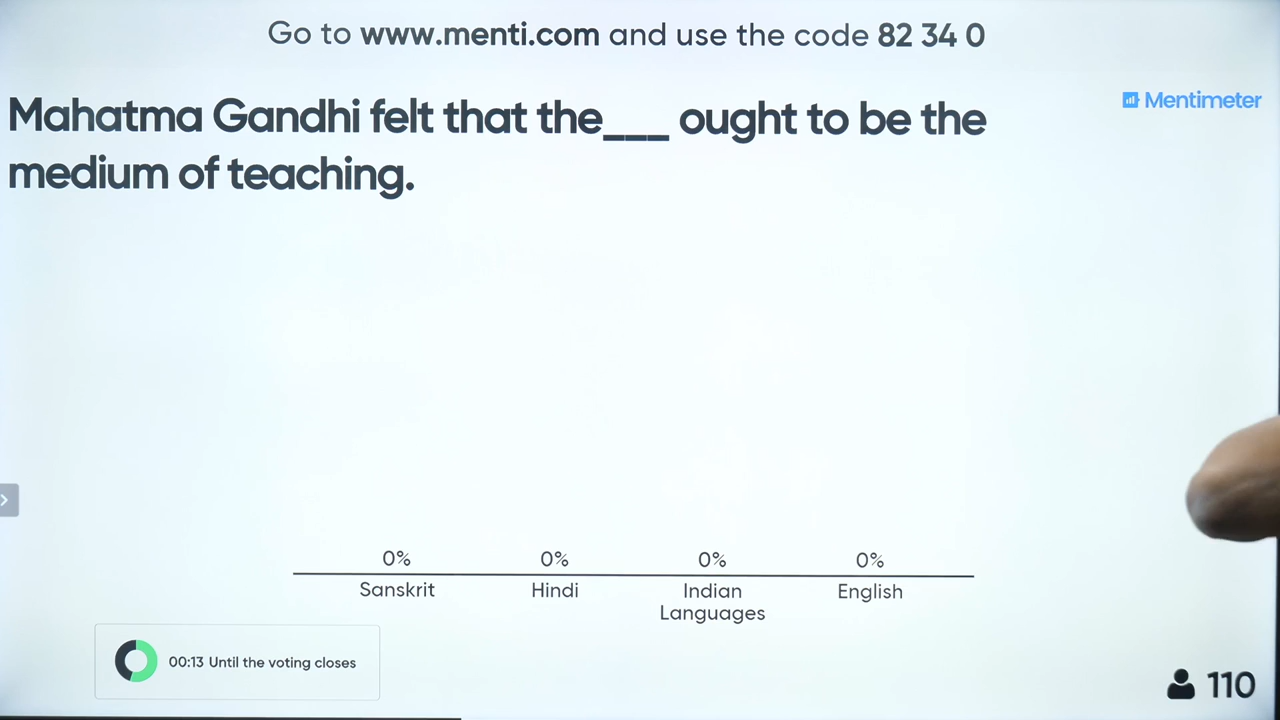 Go to www.menti.com and use the code 82 34 0
Mentimeter
Mahatma Gandhi felt that the___ ought to be the
medium of teaching.
0% 0% 0% 0%
Sanskrit Hindi Indian Languages English
00:13 Until the voting closes
110